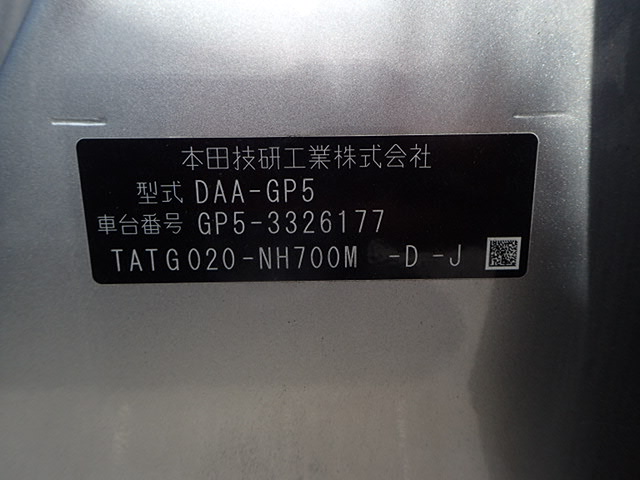 本田技研工業株式会社
型式 DAA-GP5
車台番号 GP5-3326177
TATG020-NH700M -D -J